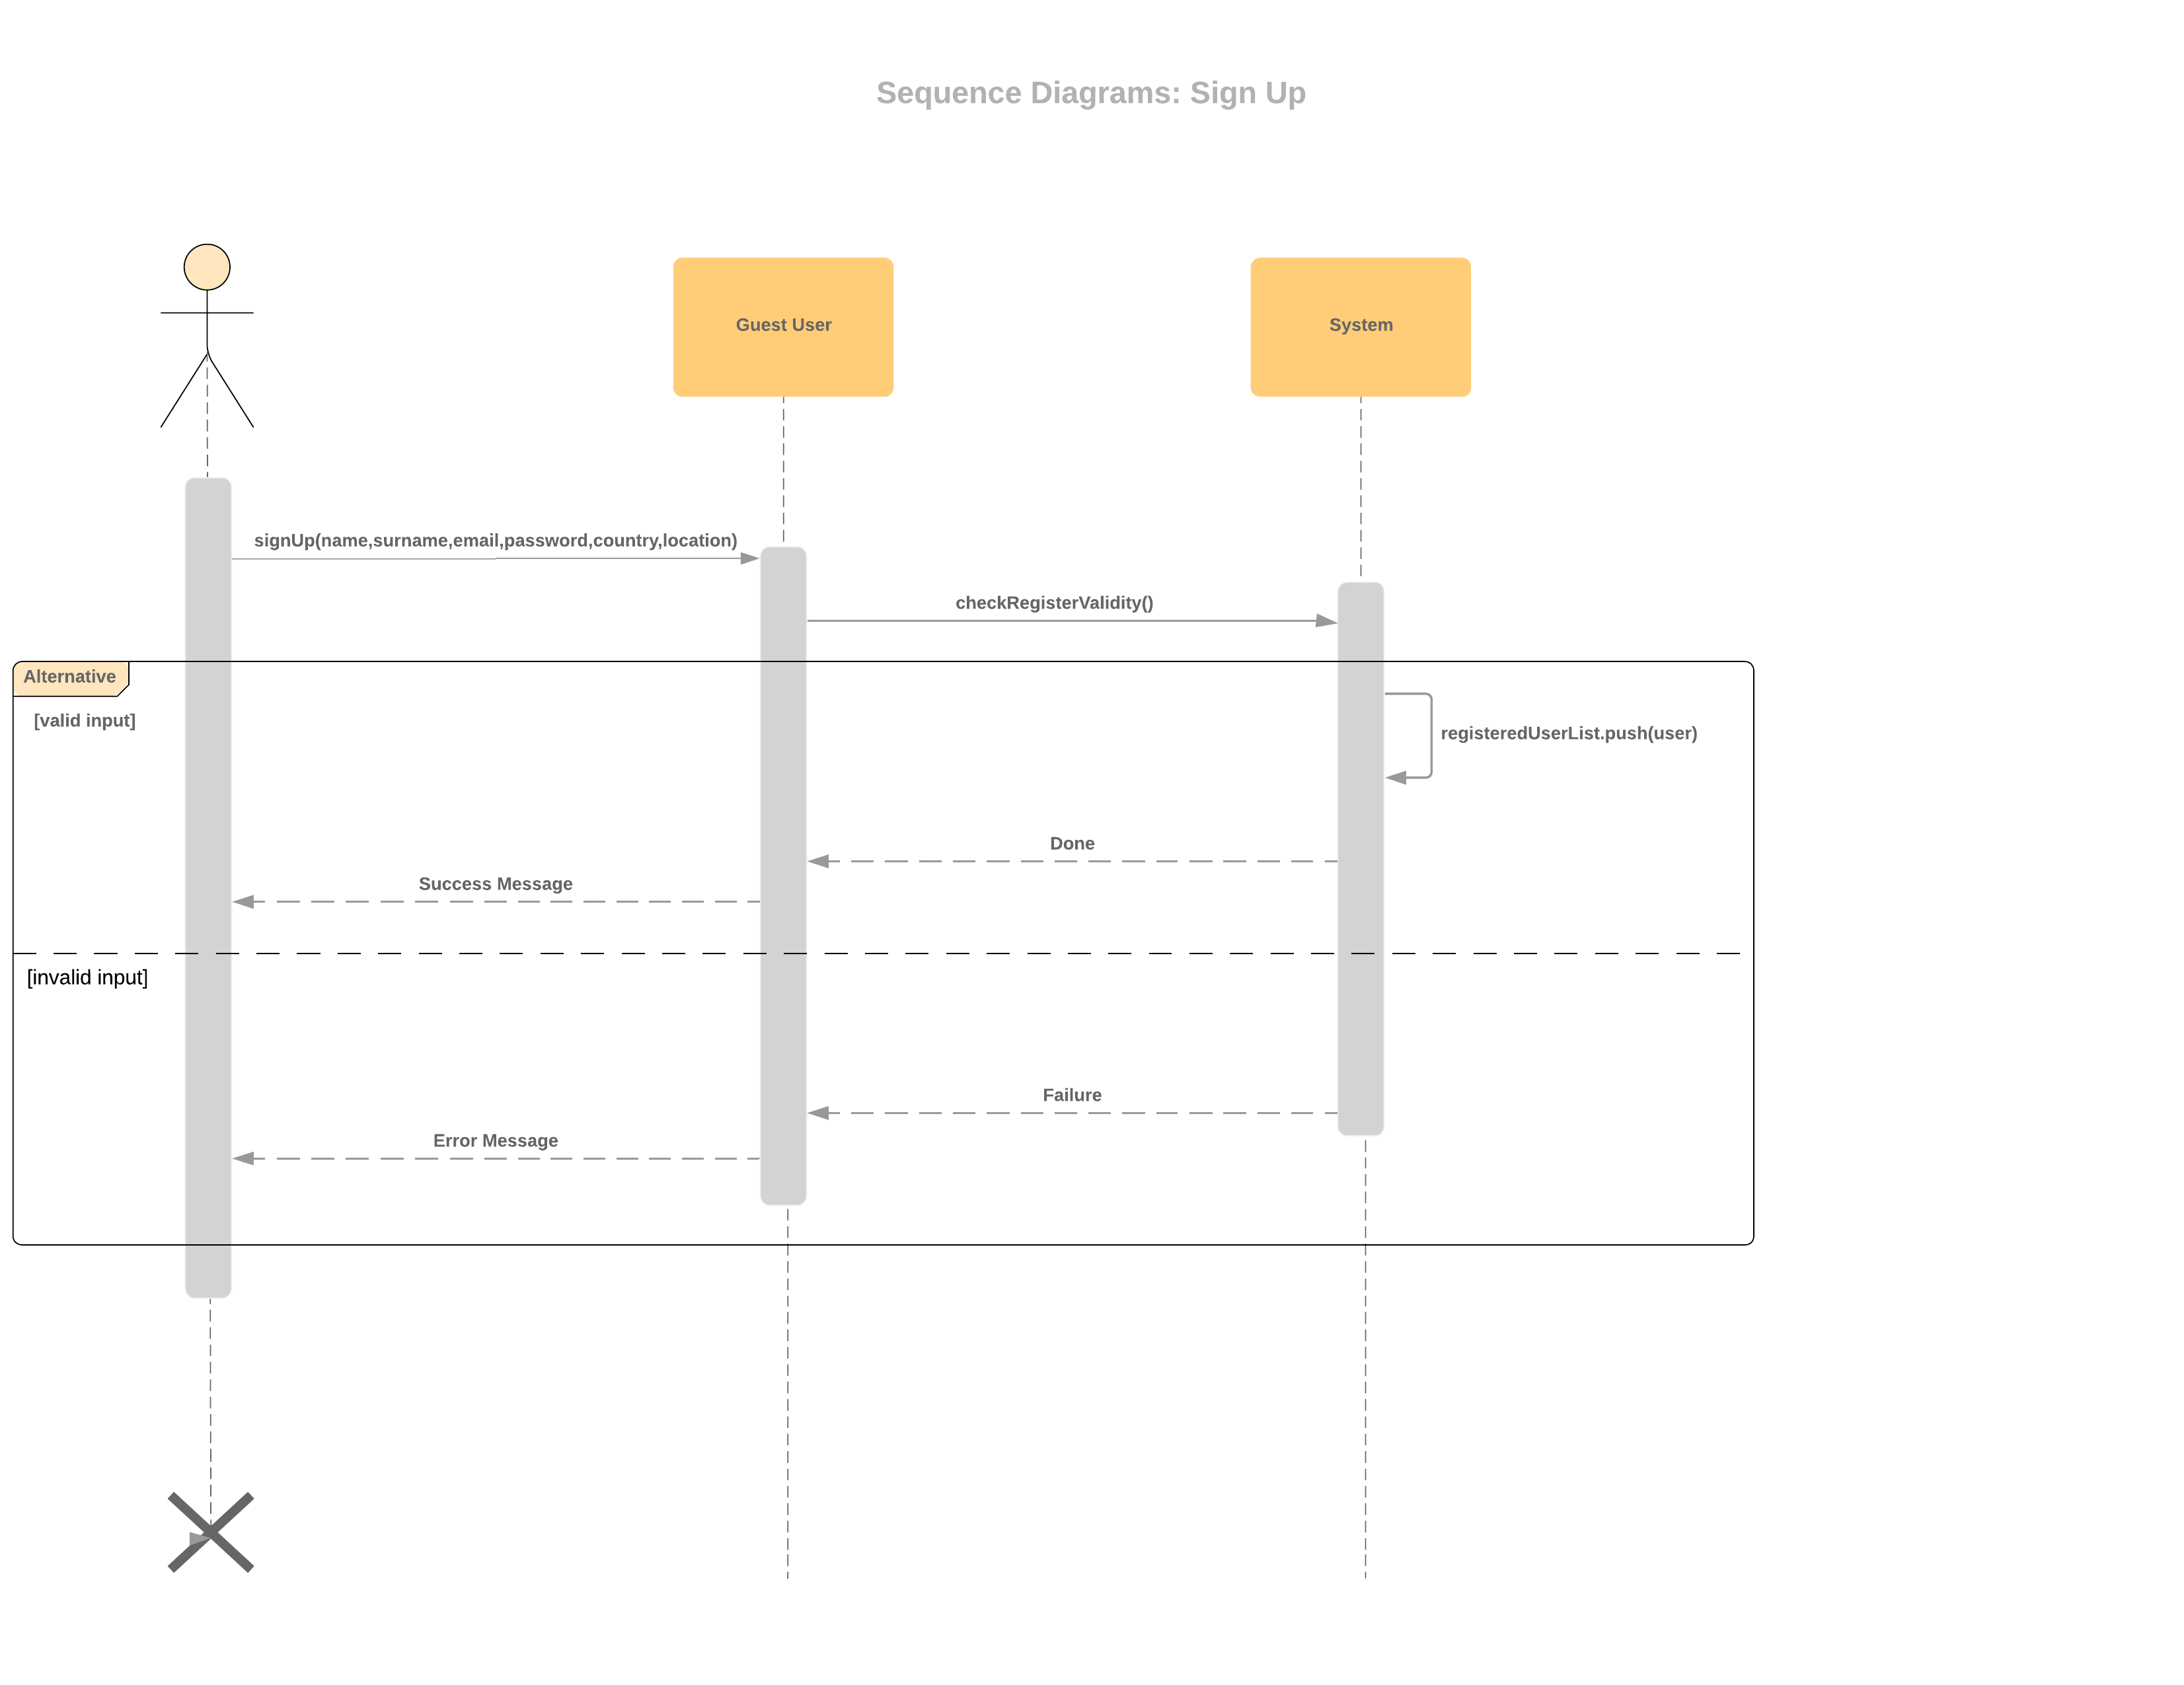 Sequence Diagrams: Sign Up
Guest User
System
signUp(name,surname,email,password,country,location)
checkRegisterValidity()
Alternative
[valid input]
registeredUserList.push(user)
Done
Success Message
[invalid input]
Failure
Error Message